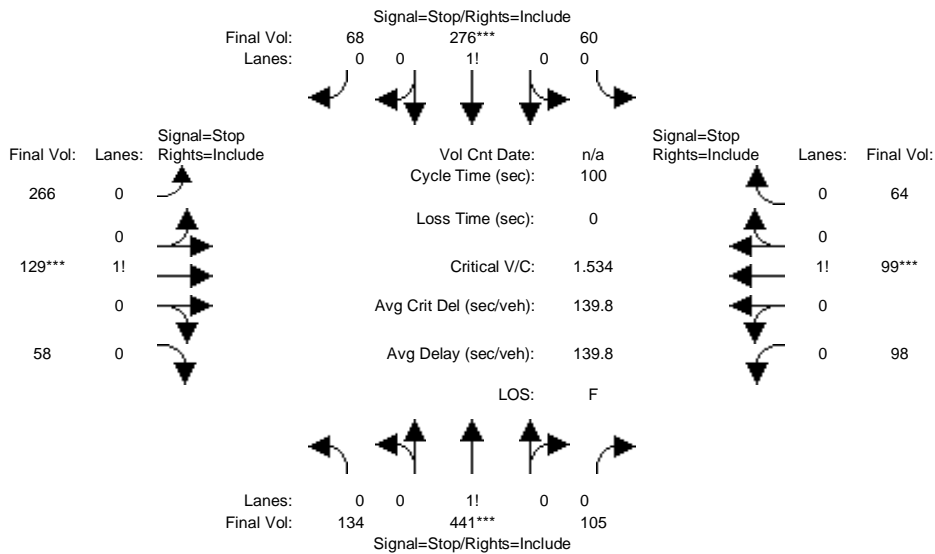 Signal=Stop/Rights=Include
Final Vol: 68 276*** 60
Lanes: 0 0 1! 0 0
Signal=Stop Signal=Stop
Final Vol: Lanes: Rights=Include Vol Cnt Date: n/a Rights=Include Lanes: Final Vol:
Cycle Time (sec): 100
266 0 0 64
Loss Time (sec): 0
0 0
129*** 1! Critical V/C: 1.534 1! 99***
0 Avg Crit Del (sec/veh): 139.8 0
58 0 Avg Delay (sec/veh): 139.8 0 98
LOS: F
Lanes: 0 0 1! 0 0
Final Vol: 134 441*** 105
Signal=Stop/Rights=Include